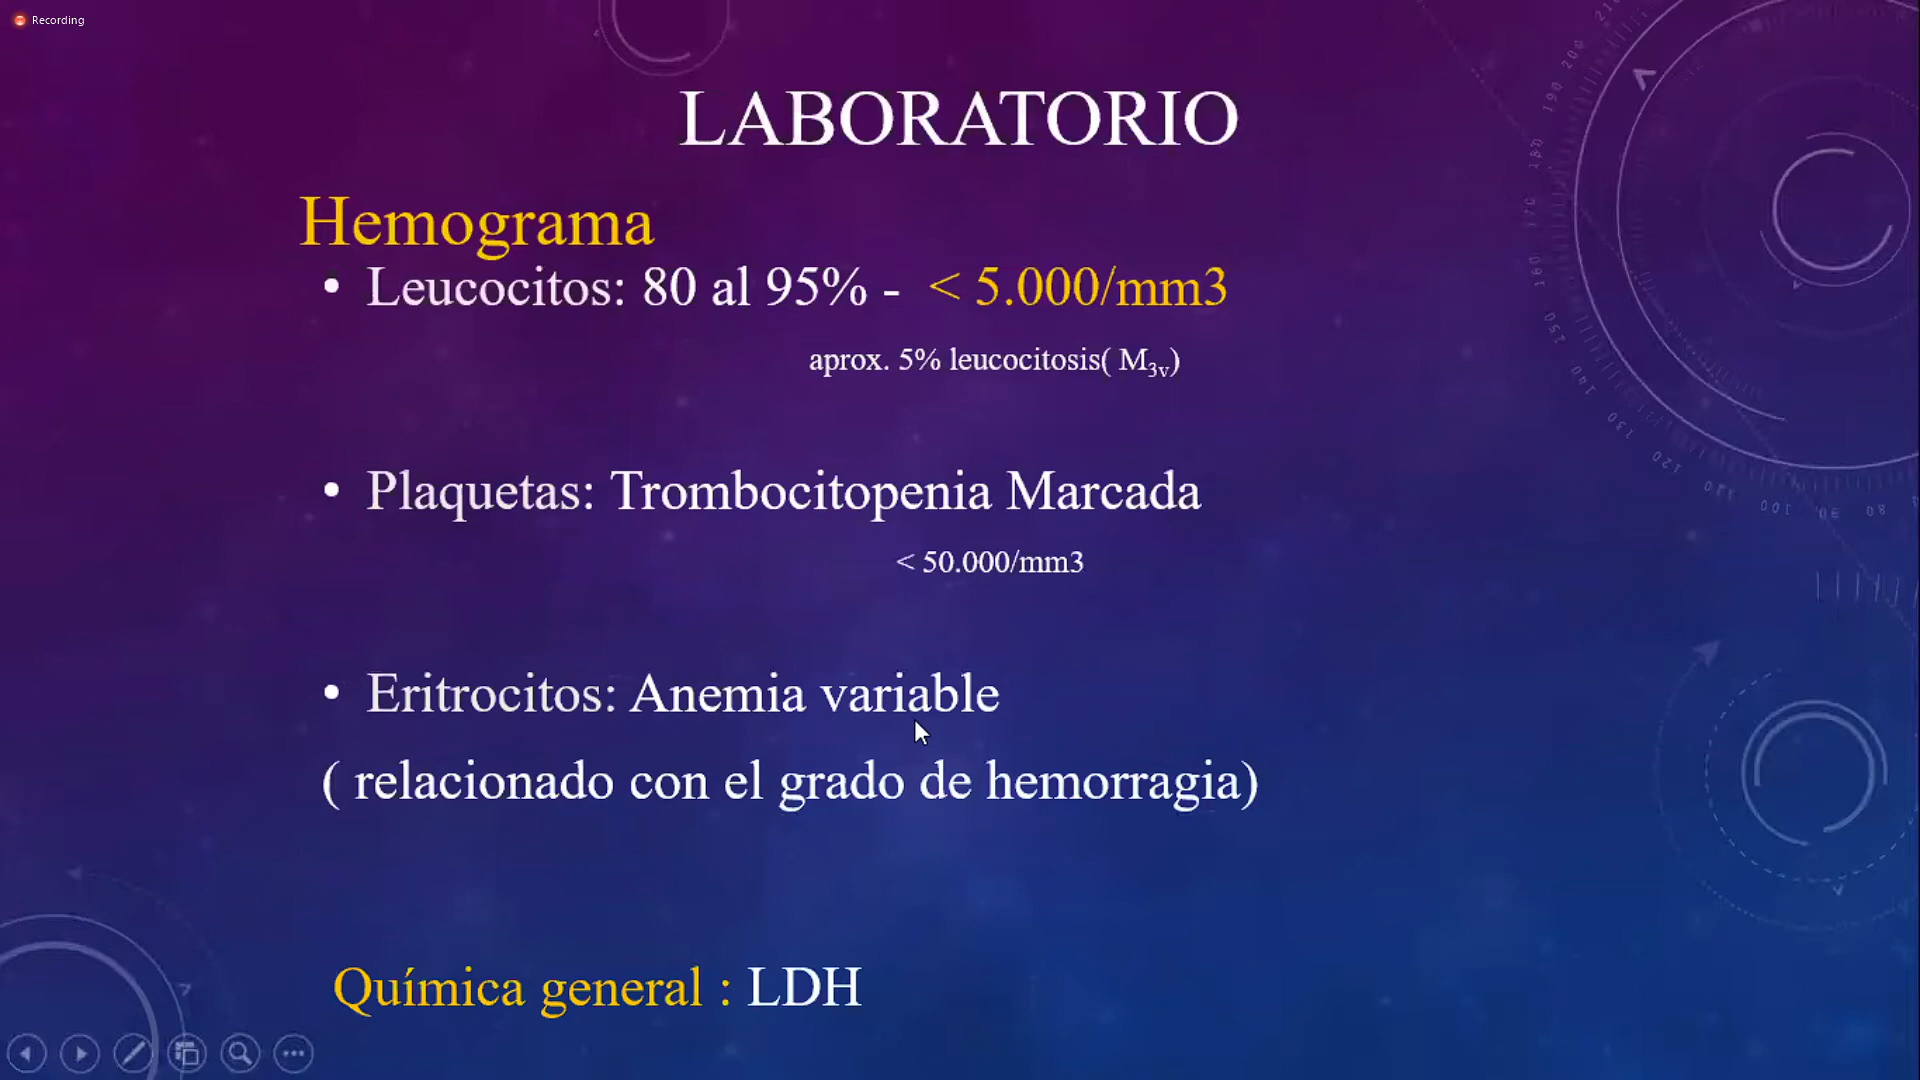 Recording
LABORATORIO
Hemograma
• Leucocitos: 80 al 95% - < 5.000/mm3
aprox. 5% leucocitosis( M3v)
• Plaquetas: Trombocitopenia Marcada
< 50.000/mm3
• Eritrocitos: Anemia variable
( relacionado con el grado de hemorragia)
Química general : LDH